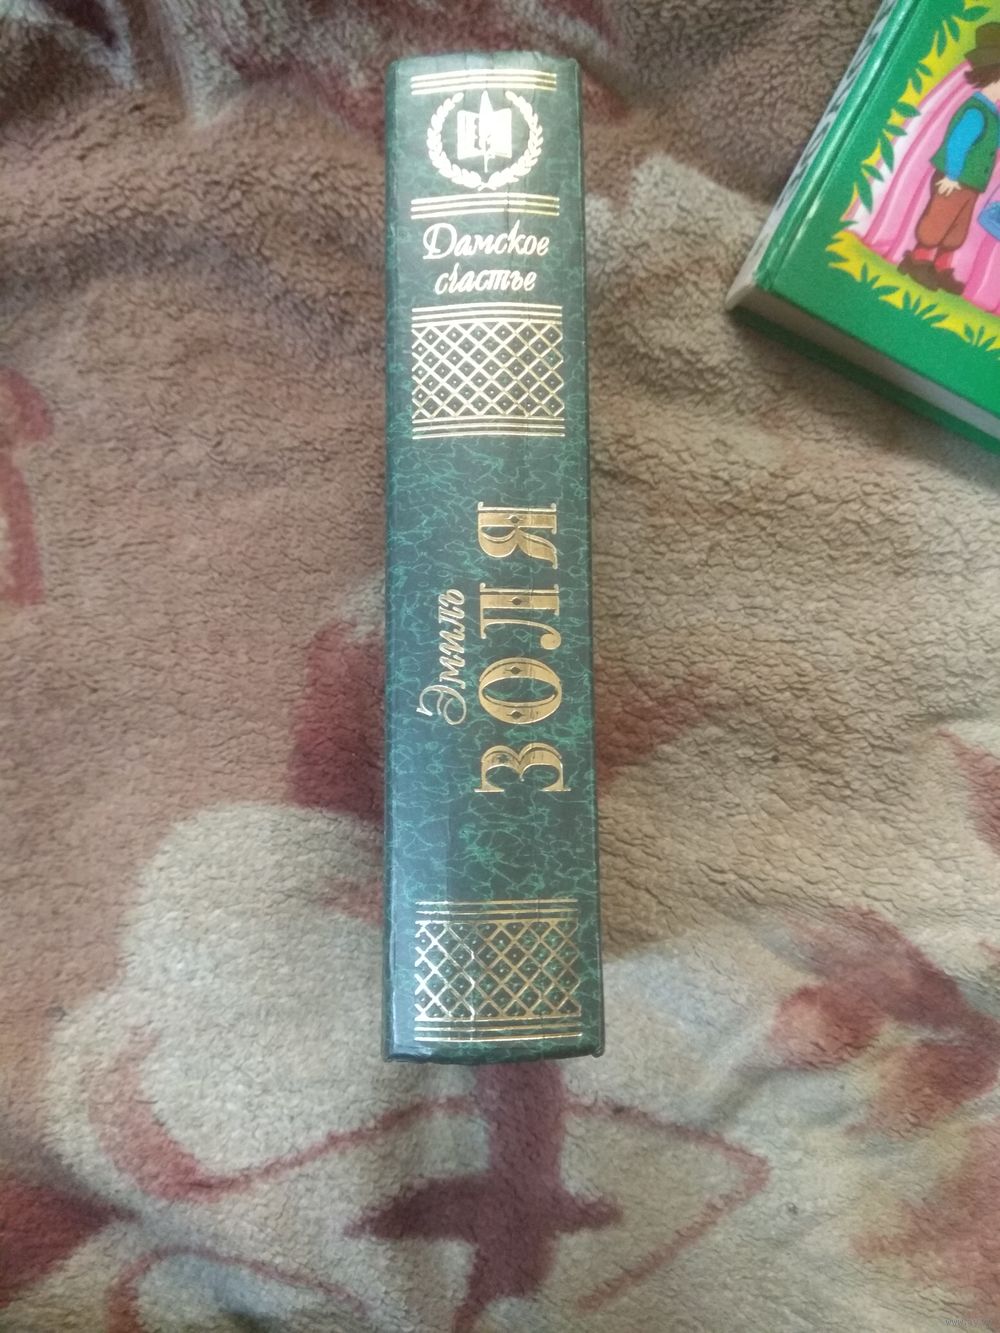 Дамское
счастье
Эмиль
ЗОЛЯ